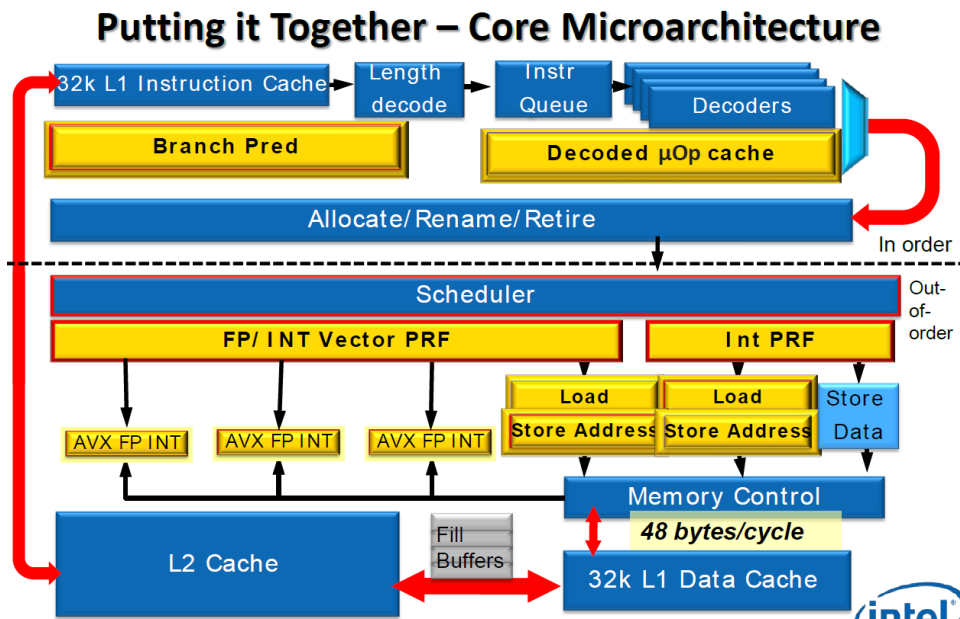 Putting it Together – Core Microarchitecture
32k L1 Instruction Cache
Length
decode
Instr
Queue
Decoders
Branch Pred
Decoded µOp cache
Allocate/Rename/Retire
In order
Scheduler
Out-
of-
order
FP/ INT Vector PRF
Int PRF
Load
Store Address
Load
Store Address
Store
Data
AVX FP INT
AVX FP INT
AVX FP INT
Memory Control
48 bytes/cycle
L2 Cache
Fill
Buffers
32k L1 Data Cache
intel